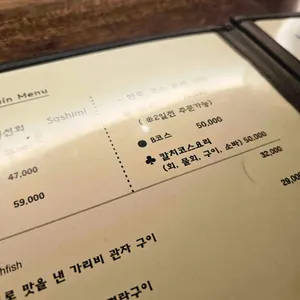 in Menu
Sashimi
47,000
59,000
(※2일전 주문가능)
● B코스 50,000
♣ 갈치코스요리 50,000
(회, 물회, 구이, 소바)
32,000
29,000
hfish
로 맛을 낸 가리비 관자 구이